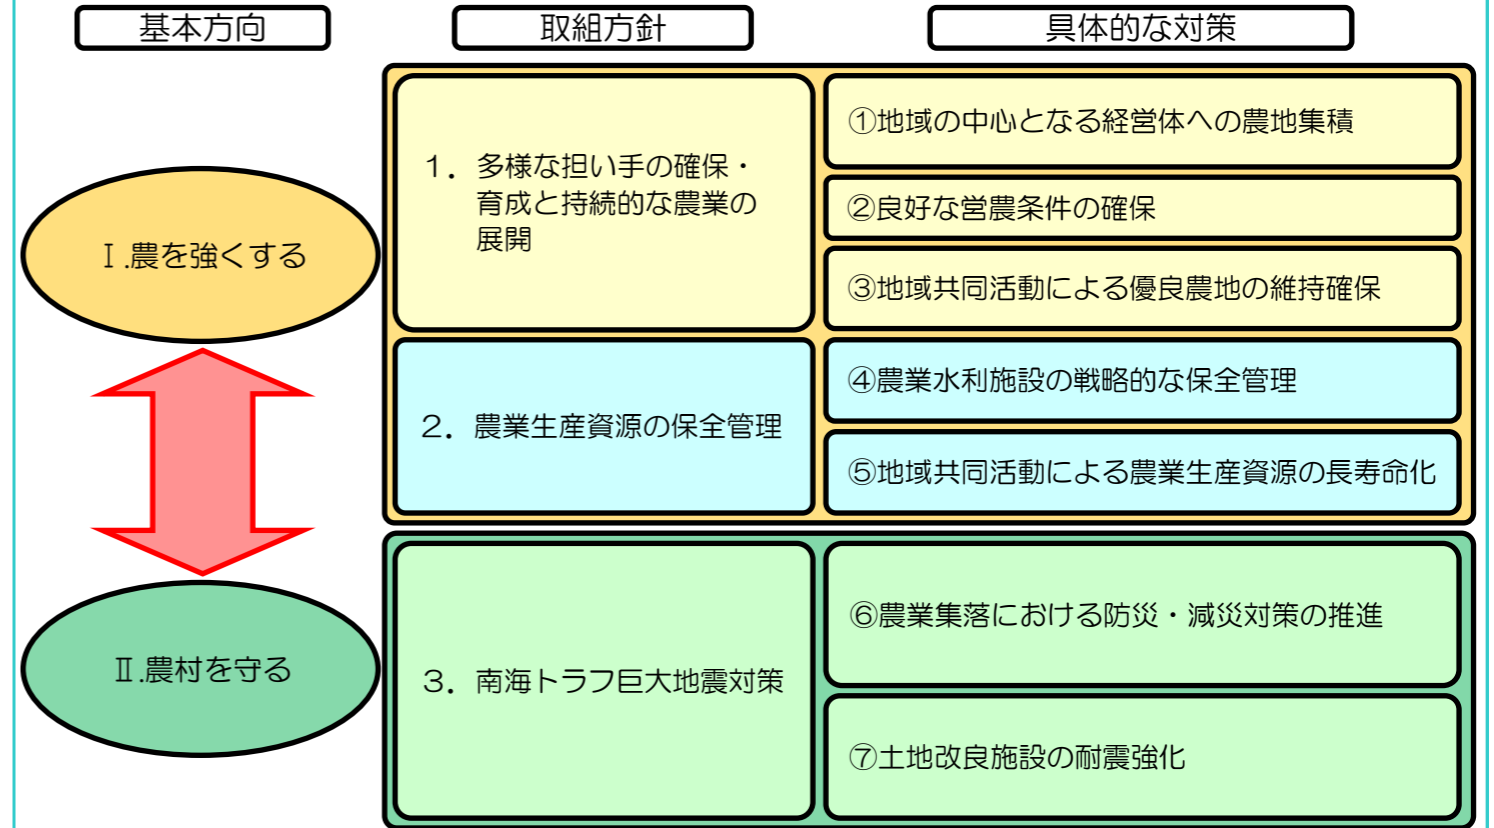 基本方向
取組方針
具体的な対策
Ⅰ.農を強くする
1. 多様な担い手の確保・
育成と持続的な農業の
展開
①地域の中心となる経営体への農地集積
②良好な営農条件の確保
③地域共同活動による優良農地の維持確保
2. 農業生産資源の保全管理
④農業水利施設の戦略的な保全管理
⑤地域共同活動による農業生産資源の長寿命化
Ⅱ.農村を守る
3. 南海トラフ巨大地震対策
⑥農業集落における防災・減災対策の推進
⑦土地改良施設の耐震強化